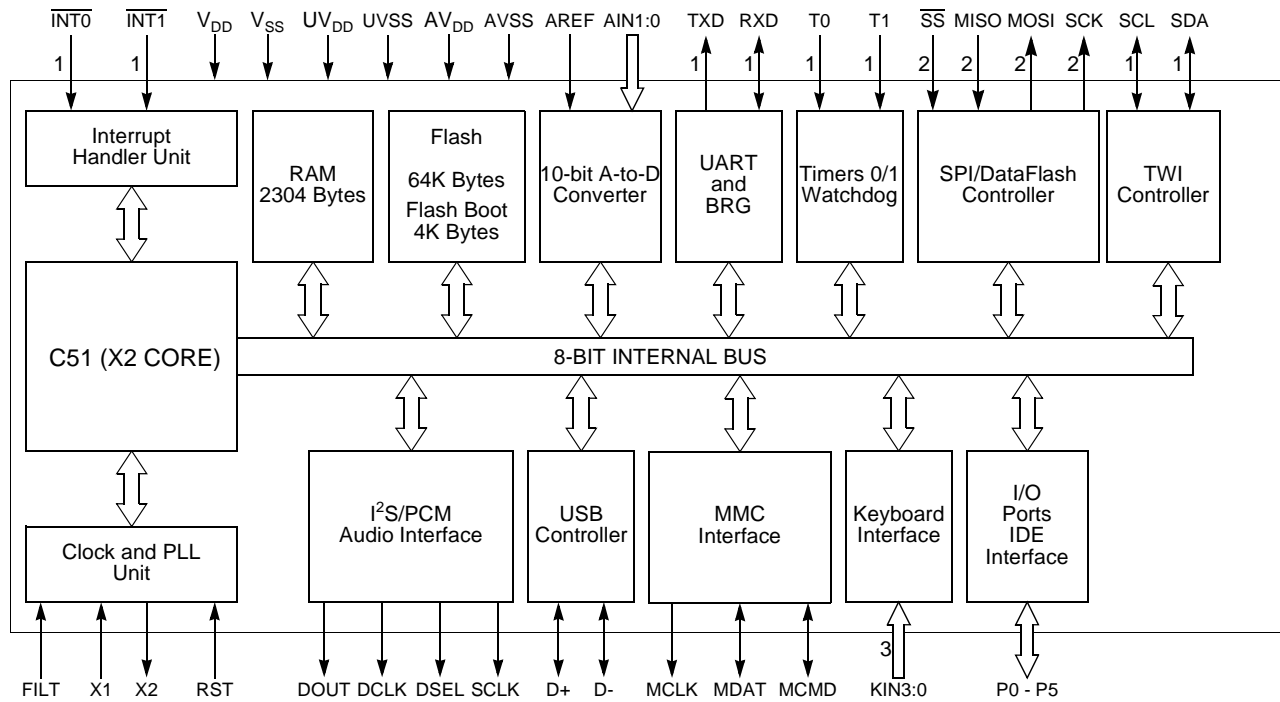 INT0 INT1 VDD VSS UVDD UVSS AVDD AVSS AREF AIN1:0 TXD RXD T0 T1 SS MISO MOSI SCK SCL SDA
1 1 1 1 1 1 2 2 2 2 1 1
Interrupt
Handler Unit
RAM
2304 Bytes
Flash
64K Bytes
Flash Boot
4K Bytes
10-bit A-to-D
Converter
UART
and
BRG
Timers 0/1
Watchdog
SPI/DataFlash
Controller
TWI
Controller
C51 (X2 CORE)
8-BIT INTERNAL BUS
Clock and PLL
Unit
I²S/PCM
Audio Interface
USB
Controller
MMC
Interface
Keyboard
Interface
I/O
Ports
IDE
Interface
3
FILT X1 X2 RST DOUT DCLK DSEL SCLK D+ D- MCLK MDAT MCMD KIN3:0 P0 - P5